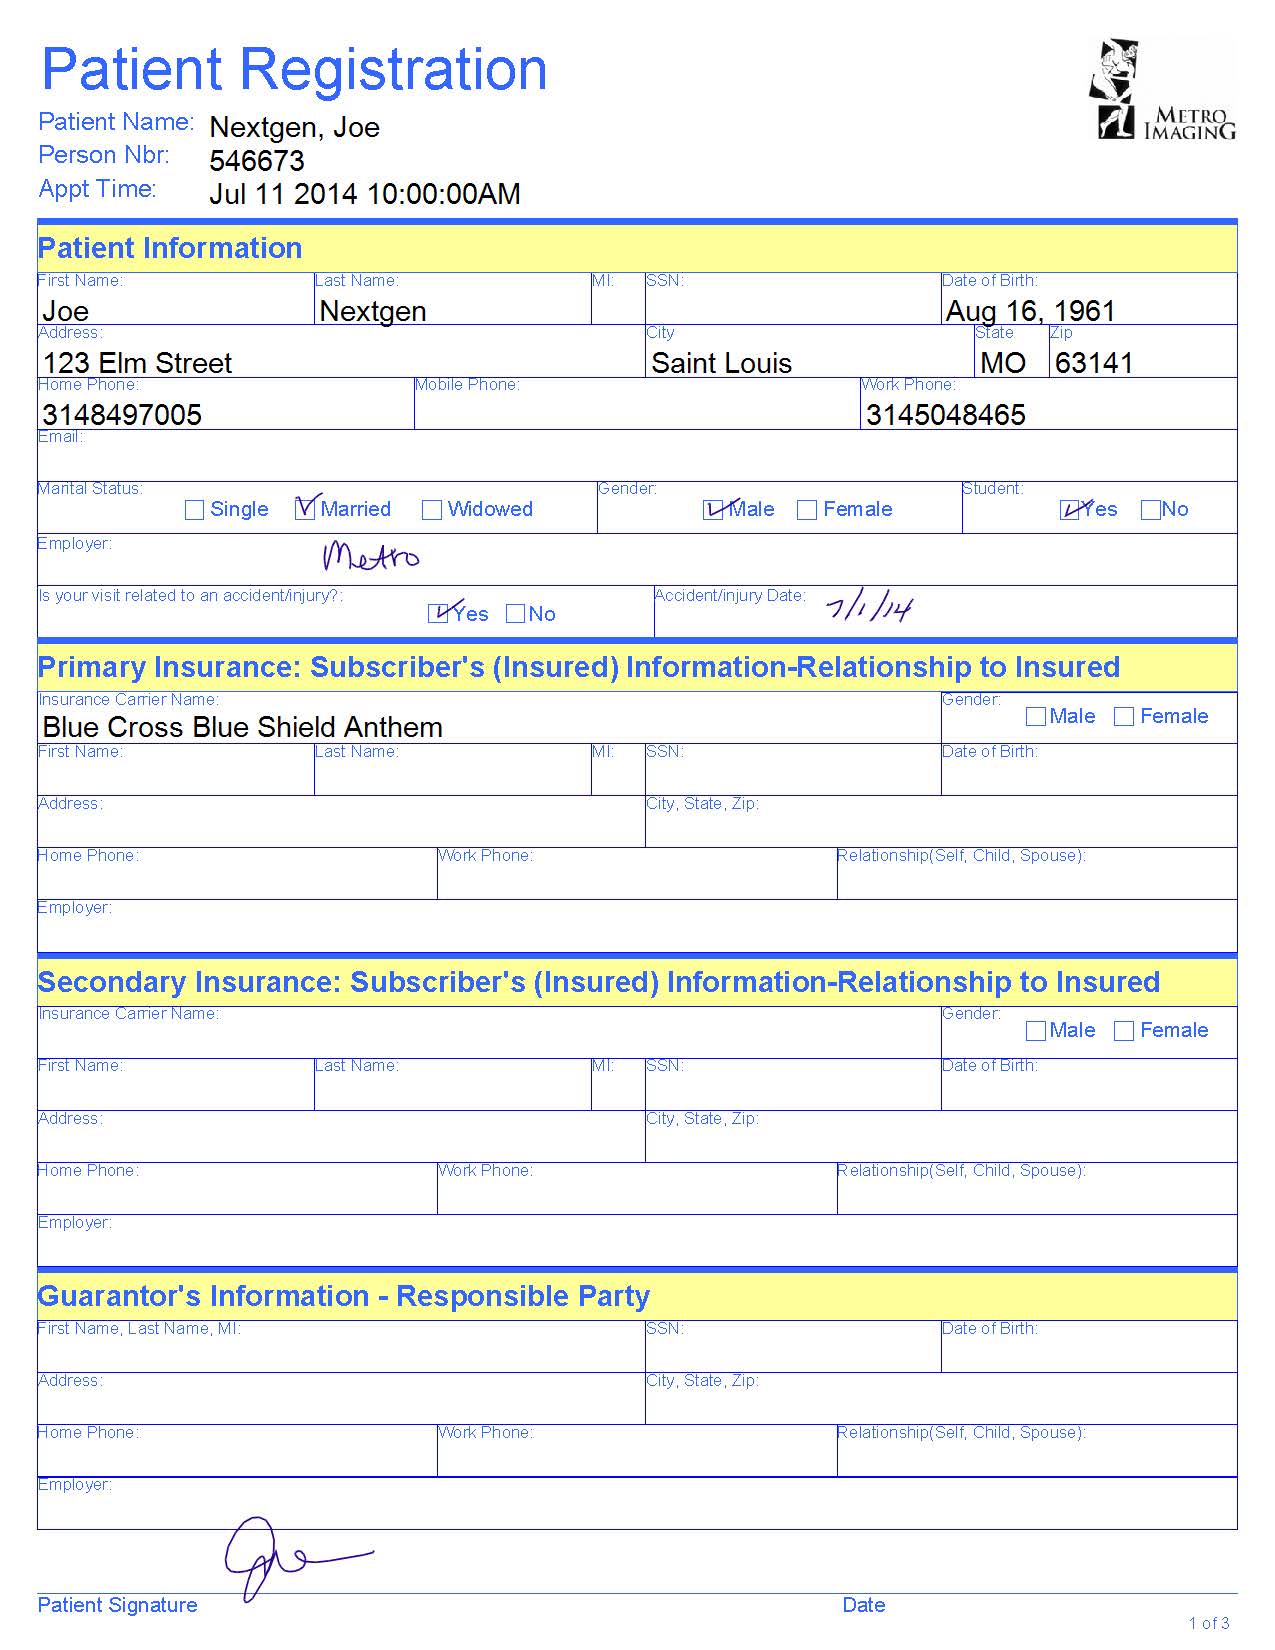 Patient Registration
METRO
IMAGING
Patient Name: Nextgen, Joe
Person Nbr: 546673
Appt Time: Jul 11 2014 10:00:00AM
Patient Information
First Name: Last Name: MI: SSN: Date of Birth:
Joe Nextgen Aug 16, 1961
Address: City State Zip
123 Elm Street Saint Louis MO 63141
Home Phone: Mobile Phone: Work Phone:
3148497005 3145048465
Email:
Marital Status: Single Married Widowed Gender: Male Female Student: Yes No
Employer: Metro
Is your visit related to an accident/injury?: Yes No Accident/injury Date: 7/1/14
Primary Insurance: Subscriber's (Insured) Information-Relationship to Insured
Insurance Carrier Name: Gender: Male Female
Blue Cross Blue Shield Anthem
First Name: Last Name: MI: SSN: Date of Birth:
Address: City, State, Zip:
Home Phone: Work Phone: Relationship(Self, Child, Spouse):
Employer:
Secondary Insurance: Subscriber's (Insured) Information-Relationship to Insured
Insurance Carrier Name: Gender: Male Female
First Name: Last Name: MI: SSN: Date of Birth:
Address: City, State, Zip:
Home Phone: Work Phone: Relationship(Self, Child, Spouse):
Employer:
Guarantor's Information - Responsible Party
First Name, Last Name, MI: SSN: Date of Birth:
Address: City, State, Zip:
Home Phone: Work Phone: Relationship(Self, Child, Spouse):
Employer:
Joe
Patient Signature Date
1 of 3